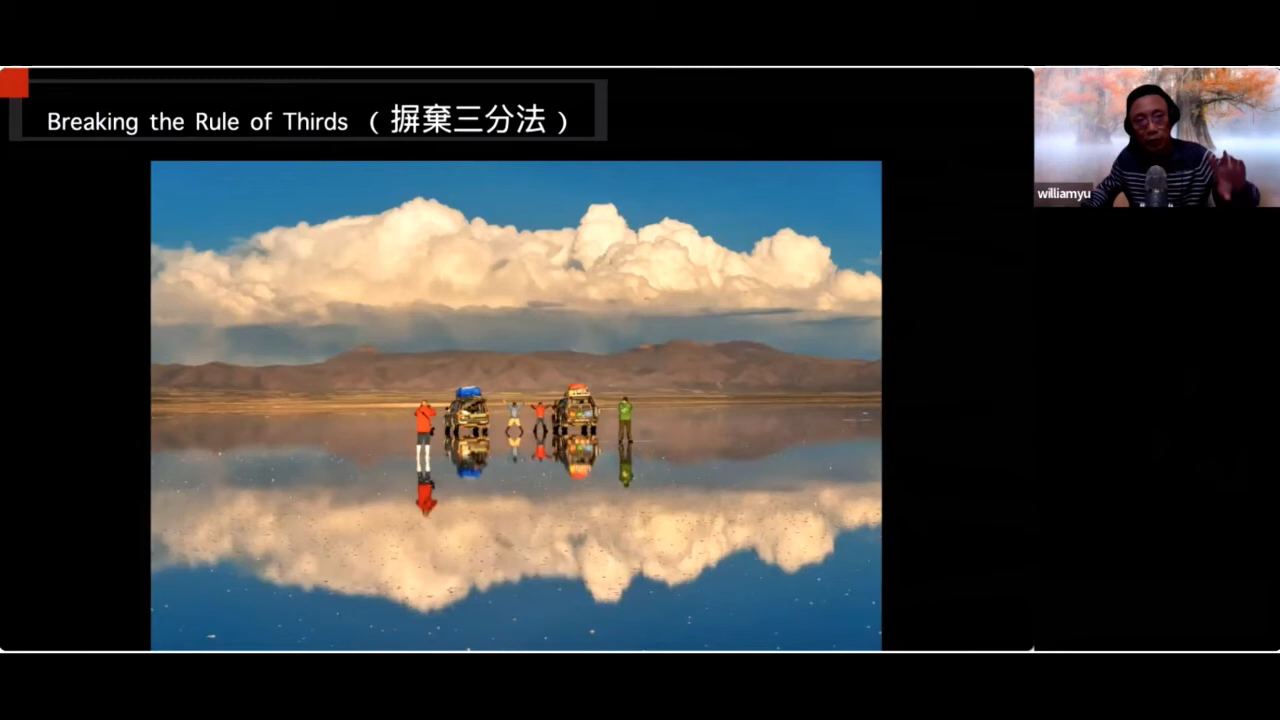 Breaking the Rule of Thirds （摒棄三分法）
williamyu